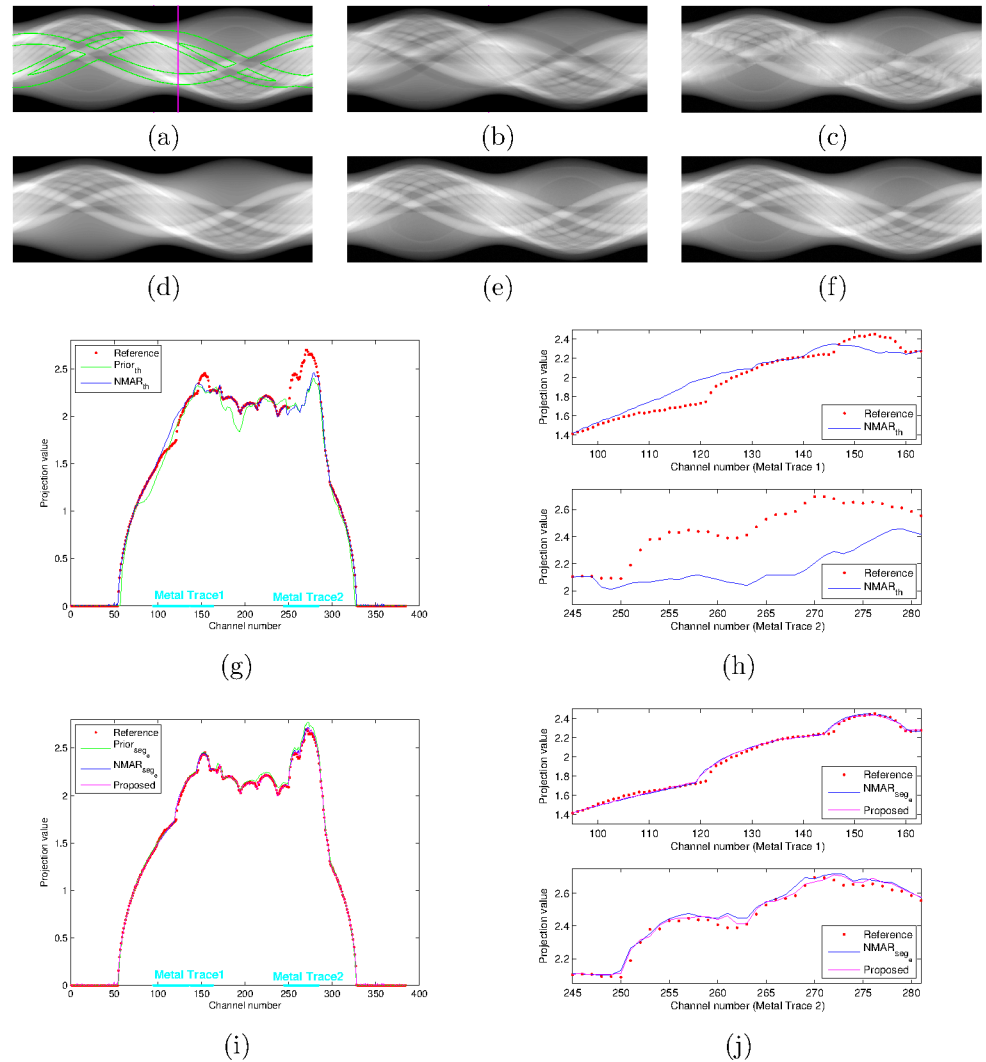 (a)
(b)
(c)
(d)
(e)
(f)
Reference
Prior_th
NMAR_th
Projection value
2.5
2
1.5
1
0.5
0
Metal Trace1
Metal Trace2
0 50 100 150 200 250 300 350 400
Channel number
(g)
Projection value
2.4
2.2
2
1.8
1.6
1.4
Reference
NMAR_th
100 110 120 130 140 150 160
Channel number (Metal Trace 1)
Projection value
2.6
2.4
2.2
2
Reference
NMAR_th
245 250 255 260 265 270 275 280
Channel number (Metal Trace 2)
(h)
Reference
Prior_seg_e
NMAR_seg_e
Proposed
Projection value
2.5
2
1.5
1
0.5
0
Metal Trace1
Metal Trace2
0 50 100 150 200 250 300 350 400
Channel number
(i)
Projection value
2.4
2.2
2
1.8
1.6
1.4
Reference
NMAR_seg_e
Proposed
100 110 120 130 140 150 160
Channel number (Metal Trace 1)
Projection value
2.6
2.4
2.2
Reference
NMAR_seg_e
Proposed
245 250 255 260 265 270 275 280
Channel number (Metal Trace 2)
(j)